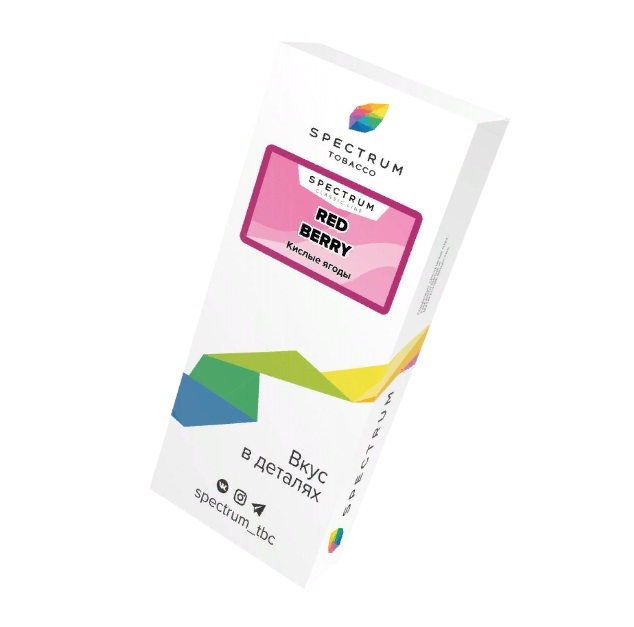 SPECTRUM
TOBACCO
SPECTRUM
CLASSIC LINE
RED
BERRY
Кислые ягоды
Вкус
в деталях
spectrum_tbc
SPECTRUM